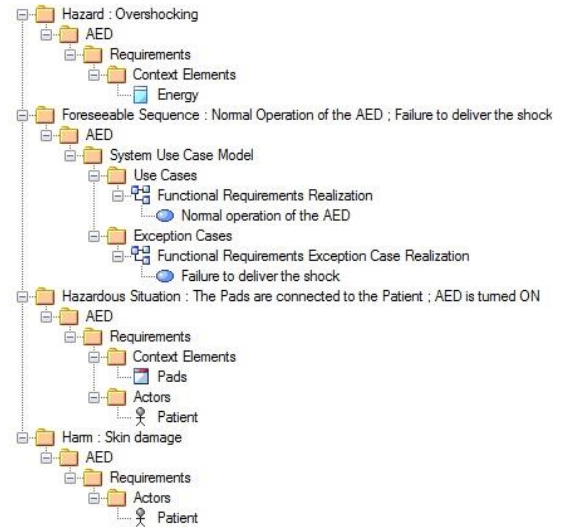 Hazard : Overshocking
AED
Requirements
Context Elements
Energy
Foreseeable Sequence : Normal Operation of the AED ; Failure to deliver the shock
AED
System Use Case Model
Use Cases
Functional Requirements Realization
Normal operation of the AED
Exception Cases
Functional Requirements Exception Case Realization
Failure to deliver the shock
Hazardous Situation : The Pads are connected to the Patient ; AED is turned ON
AED
Requirements
Context Elements
Pads
Actors
Patient
Harm : Skin damage
AED
Requirements
Actors
Patient